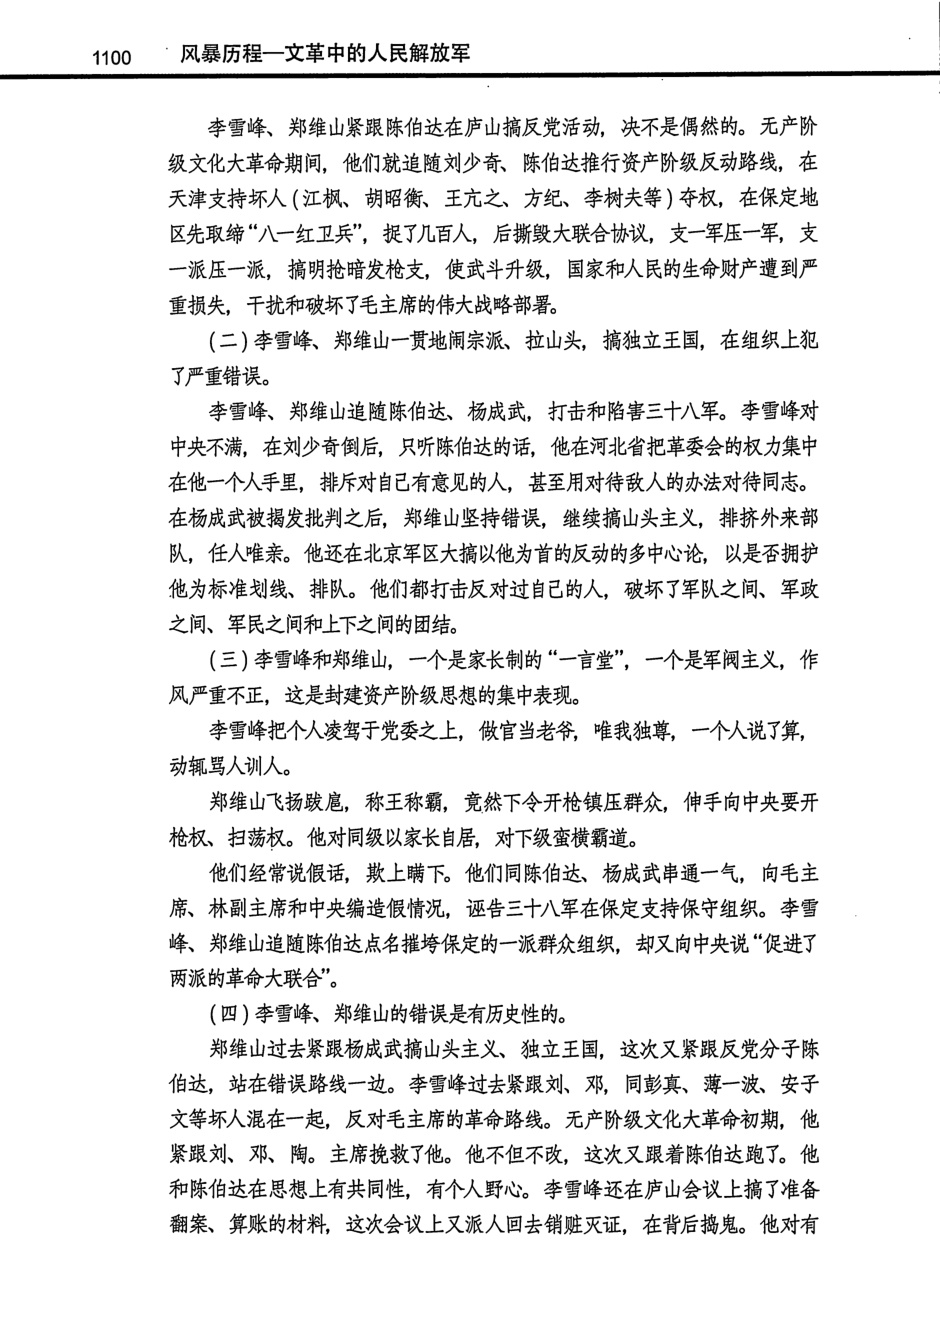 1100 风暴历程—文革中的人民解放军
李雪峰、郑维山紧跟陈伯达在庐山搞反党活动，决不是偶然的。无产阶
级文化大革命期间，他们就追随刘少奇、陈伯达推行资产阶级反动路线，在
天津支持坏人(江枫、胡昭衡、王亢之、方纪、李树夫等)夺权，在保定地
区先取缔“八一红卫兵”，捉了几百人，后撕毁大联合协议，支一军压一军，支
一派压一派，搞明抢暗发枪支，使武斗升级，国家和人民的生命财产遭到严
重损失，干扰和破坏了毛主席的伟大战略部署。
(二)李雪峰、郑维山一贯地闹宗派、拉山头，搞独立王国，在组织上犯
了严重错误。
李雪峰、郑维山追随陈伯达、杨成武，打击和陷害三十八军。李雪峰对
中央不满，在刘少奇倒后，只听陈伯达的话，他在河北省把革委会的权力集中
在他一个人手里，排斥对自己有意见的人，甚至用对待敌人的办法对待同志。
在杨成武被揭发批判之后，郑维山坚持错误，继续搞山头主义，排挤外来部
队，任人唯亲。他还在北京军区大搞以他为首的反动的多中心论，以是否拥护
他为标准划线、排队。他们都打击反对过自己的人，破坏了军队之间、军政
之间、军民之间和上下之间的团结。
(三)李雪峰和郑维山，一个是家长制的“一言堂”，一个是军阀主义，作
风严重不正，这是封建资产阶级思想的集中表现。
李雪峰把个人凌驾于党委之上，做官当老爷，唯我独尊，一个人说了算，
动辄骂人训人。
郑维山飞扬跋扈，称王称霸，竟然下令开枪镇压群众，伸手向中央要开
枪权、扫荡权。他对同级以家长自居，对下级蛮横霸道。
他们经常说假话，欺上瞒下。他们同陈伯达、杨成武串通一气，向毛主
席、林副主席和中央编造假情况，诬告三十八军在保定支持保守组织。李雪
峰、郑维山追随陈伯达点名摧垮保定的一派群众组织，却又向中央说“促进了
两派的革命大联合”。
(四)李雪峰、郑维山的错误是有历史性的。
郑维山过去紧跟杨成武搞山头主义、独立王国，这次又紧跟反党分子陈
伯达，站在错误路线一边。李雪峰过去紧跟刘、邓，同彭真、薄一波、安子
文等坏人混在一起，反对毛主席的革命路线。无产阶级文化大革命初期，他
紧跟刘、邓、陶。主席挽救了他。他不但不改，这次又跟着陈伯达跑了。他
和陈伯达在思想上有共同性，有个人野心。李雪峰还在庐山会议上搞了准备
翻案、算账的材料，这次会议上又派人回去销赃灭证，在背后捣鬼。他对有